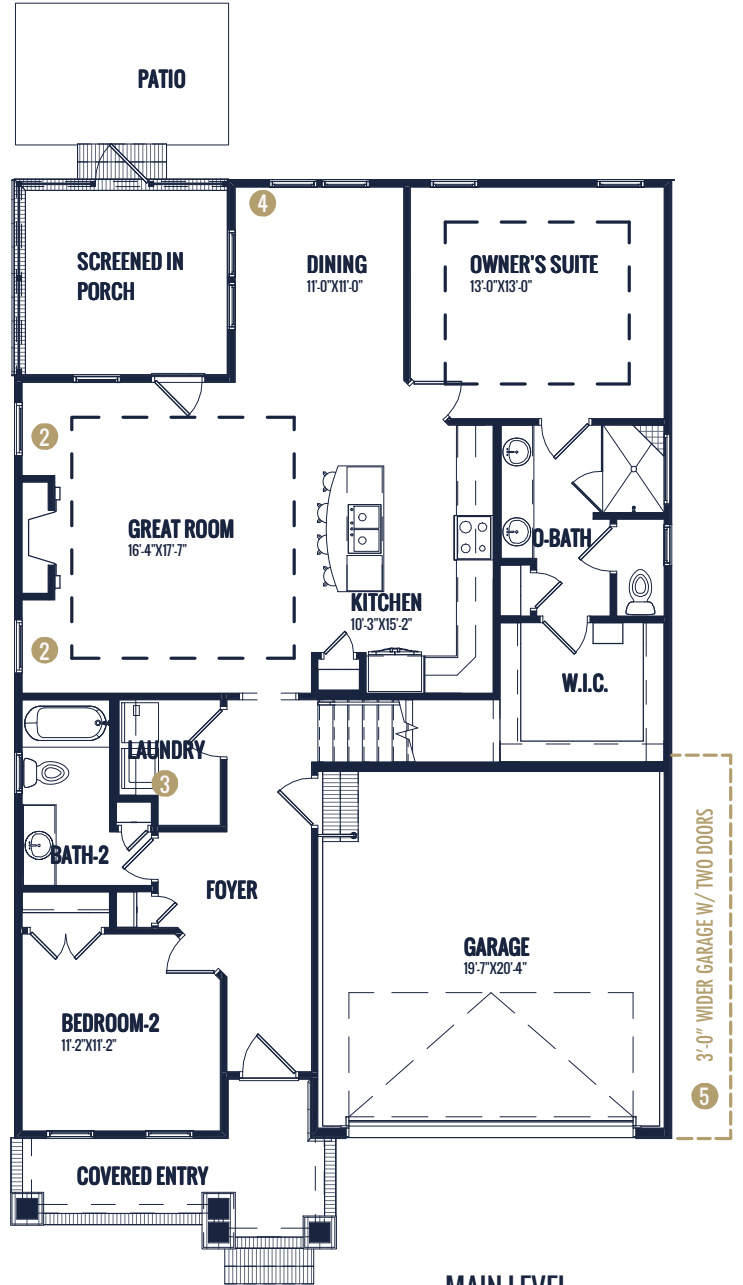 PATIO
4
SCREENED IN
PORCH
DINING
11'-0"X11'-0"
OWNER'S SUITE
13'-0"X13'-0"
2
GREAT ROOM
16'-4"X17'-7"
O-BATH
KITCHEN
10'-3"X15'-2"
2
W.I.C.
LAUNDRY
3
BATH-2
FOYER
GARAGE
19'-7"X20'-4"
3'-0" WIDER GARAGE W/ TWO DOORS
5
BEDROOM-2
11'-2"X11'-2"
COVERED ENTRY
MAIN LEVEL